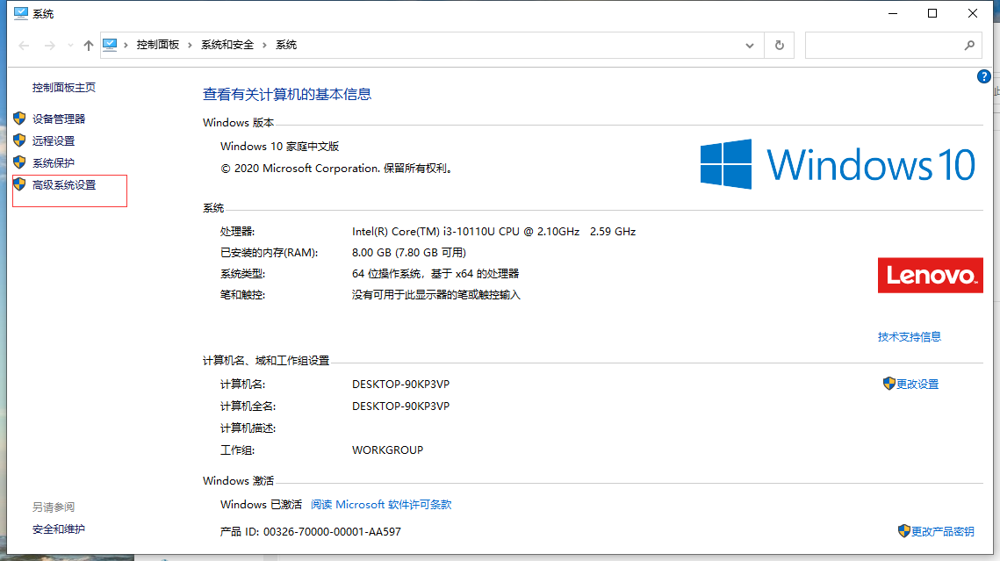 系统
控制面板 › 系统和安全 › 系统
?
控制面板主页
设备管理器
远程设置
系统保护
高级系统设置
查看有关计算机的基本信息
Windows 版本
Windows 10 家庭中文版
© 2020 Microsoft Corporation. 保留所有权利。
Windows 10
系统
处理器: Intel(R) Core(TM) i3-10110U CPU @ 2.10GHz 2.59 GHz
已安装的内存(RAM): 8.00 GB (7.80 GB 可用)
系统类型: 64 位操作系统，基于 x64 的处理器
笔和触控: 没有可用于此显示器的笔或触控输入
Lenovo
技术支持信息
计算机名、域和工作组设置
计算机名: DESKTOP-90KP3VP
更改设置
计算机全名: DESKTOP-90KP3VP
计算机描述:
工作组: WORKGROUP
Windows 激活
Windows 已激活 阅读 Microsoft 软件许可条款
产品 ID: 00326-70000-00001-AA597
更改产品密钥
另请参阅
安全和维护